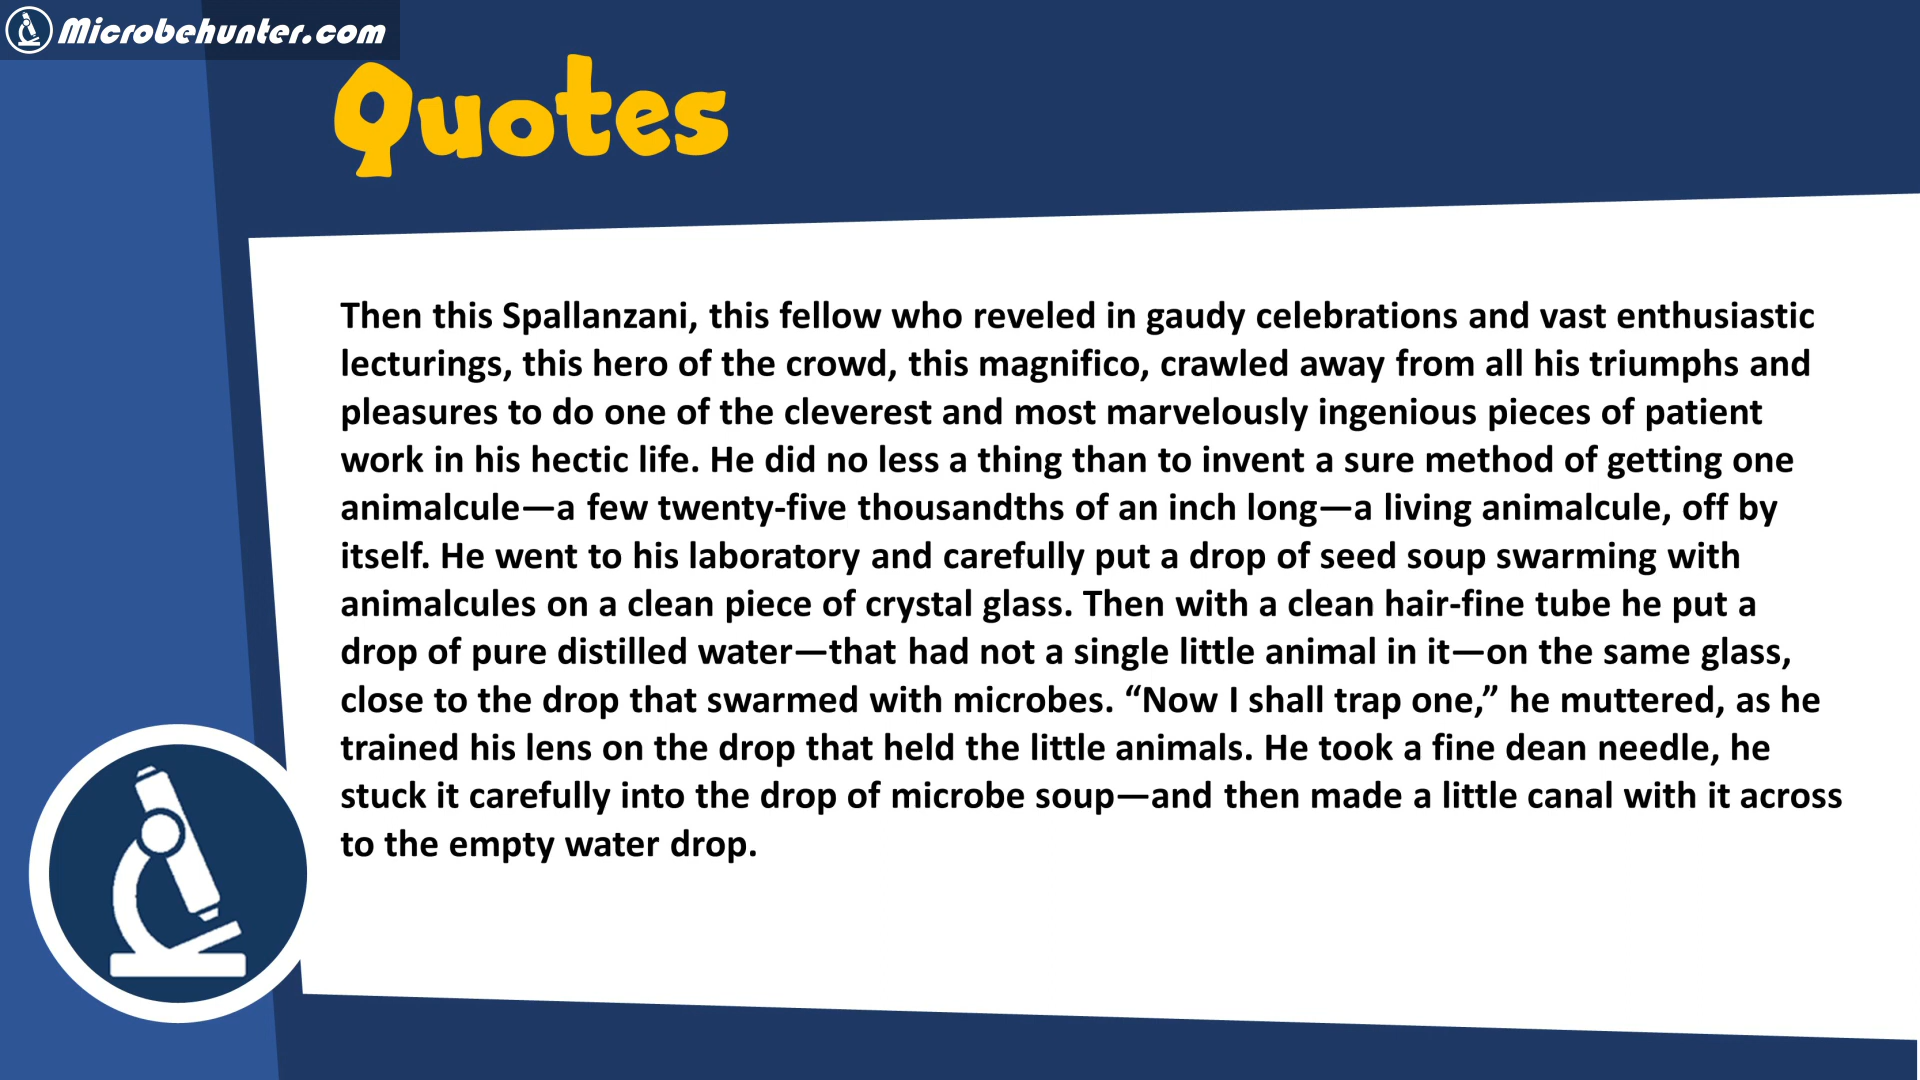 Microbehunter.com
Quotes
Then this Spallanzani, this fellow who reveled in gaudy celebrations and vast enthusiastic
lecturings, this hero of the crowd, this magnifico, crawled away from all his triumphs and
pleasures to do one of the cleverest and most marvelously ingenious pieces of patient
work in his hectic life. He did no less a thing than to invent a sure method of getting one
animalcule—a few twenty-five thousandths of an inch long—a living animalcule, off by
itself. He went to his laboratory and carefully put a drop of seed soup swarming with
animalcules on a clean piece of crystal glass. Then with a clean hair-fine tube he put a
drop of pure distilled water—that had not a single little animal in it—on the same glass,
close to the drop that swarmed with microbes. “Now I shall trap one,” he muttered, as he
trained his lens on the drop that held the little animals. He took a fine dean needle, he
stuck it carefully into the drop of microbe soup—and then made a little canal with it across
to the empty water drop.